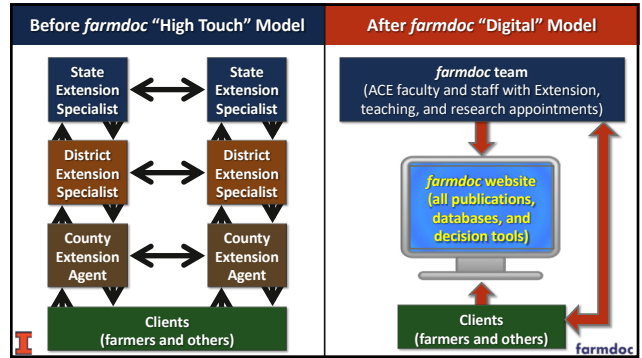 Before farmdoc “High Touch” Model
State
Extension
Specialist
State
Extension
Specialist
District
Extension
Specialist
District
Extension
Specialist
County
Extension
Agent
County
Extension
Agent
Clients
(farmers and others)
I
After farmdoc “Digital” Model
farmdoc team
(ACE faculty and staff with Extension,
teaching, and research appointments)
farmdoc website
(all publications,
databases, and
decision tools)
Clients
(farmers and others)
farmdoc